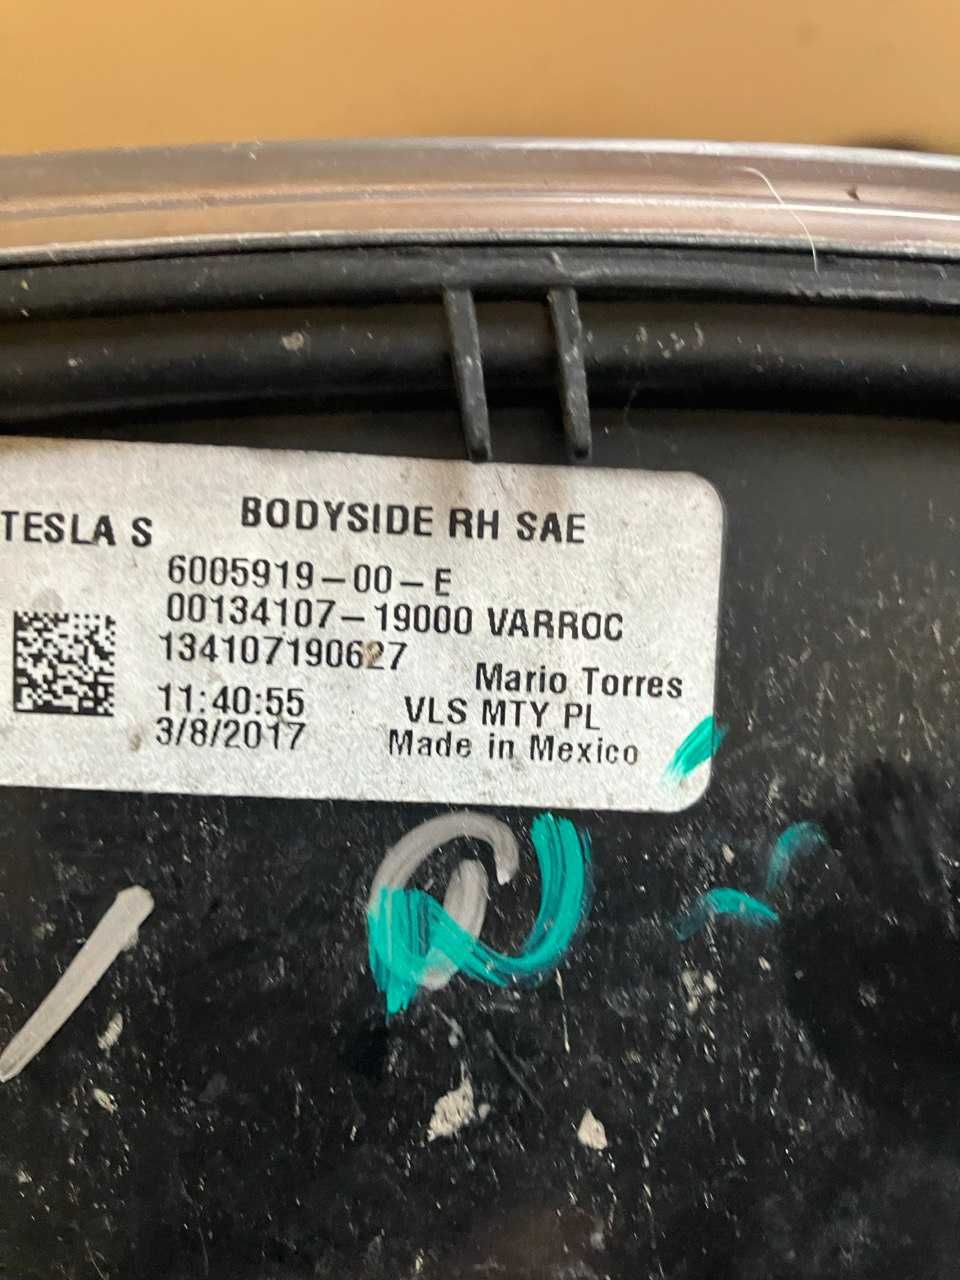 TESLA S BODYSIDE RH SAE
6005919-00-E
00134107-19000 VARROC
134107190627
Mario Torres
11:40:55 VLS MTY PL
3/8/2017 Made in Mexico